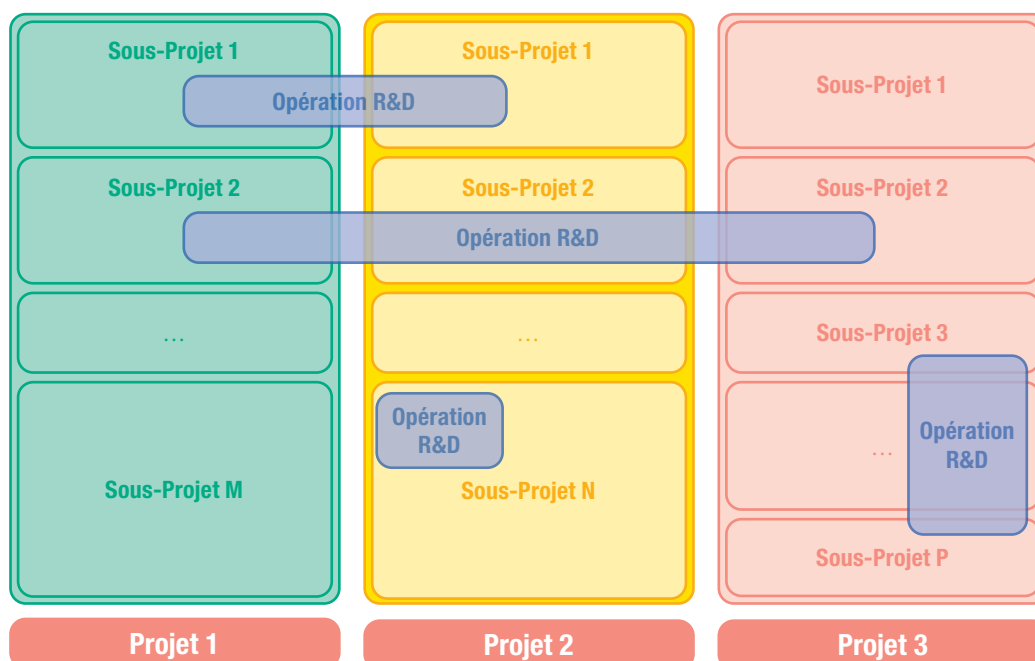 Sous-Projet 1
Sous-Projet 1
Sous-Projet 1
Opération R&D
Sous-Projet 2
Sous-Projet 2
Sous-Projet 2
Opération R&D
...
...
Sous-Projet 3
Opération
R&D
Opération
R&D
...
Sous-Projet M
Sous-Projet N
Sous-Projet P
Projet 1
Projet 2
Projet 3